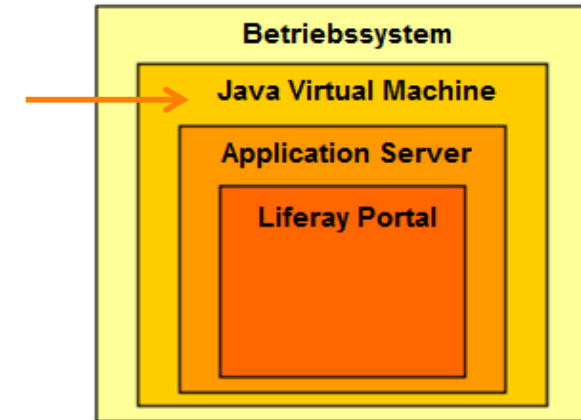 Betriebssystem
Java Virtual Machine
Application Server
Liferay Portal